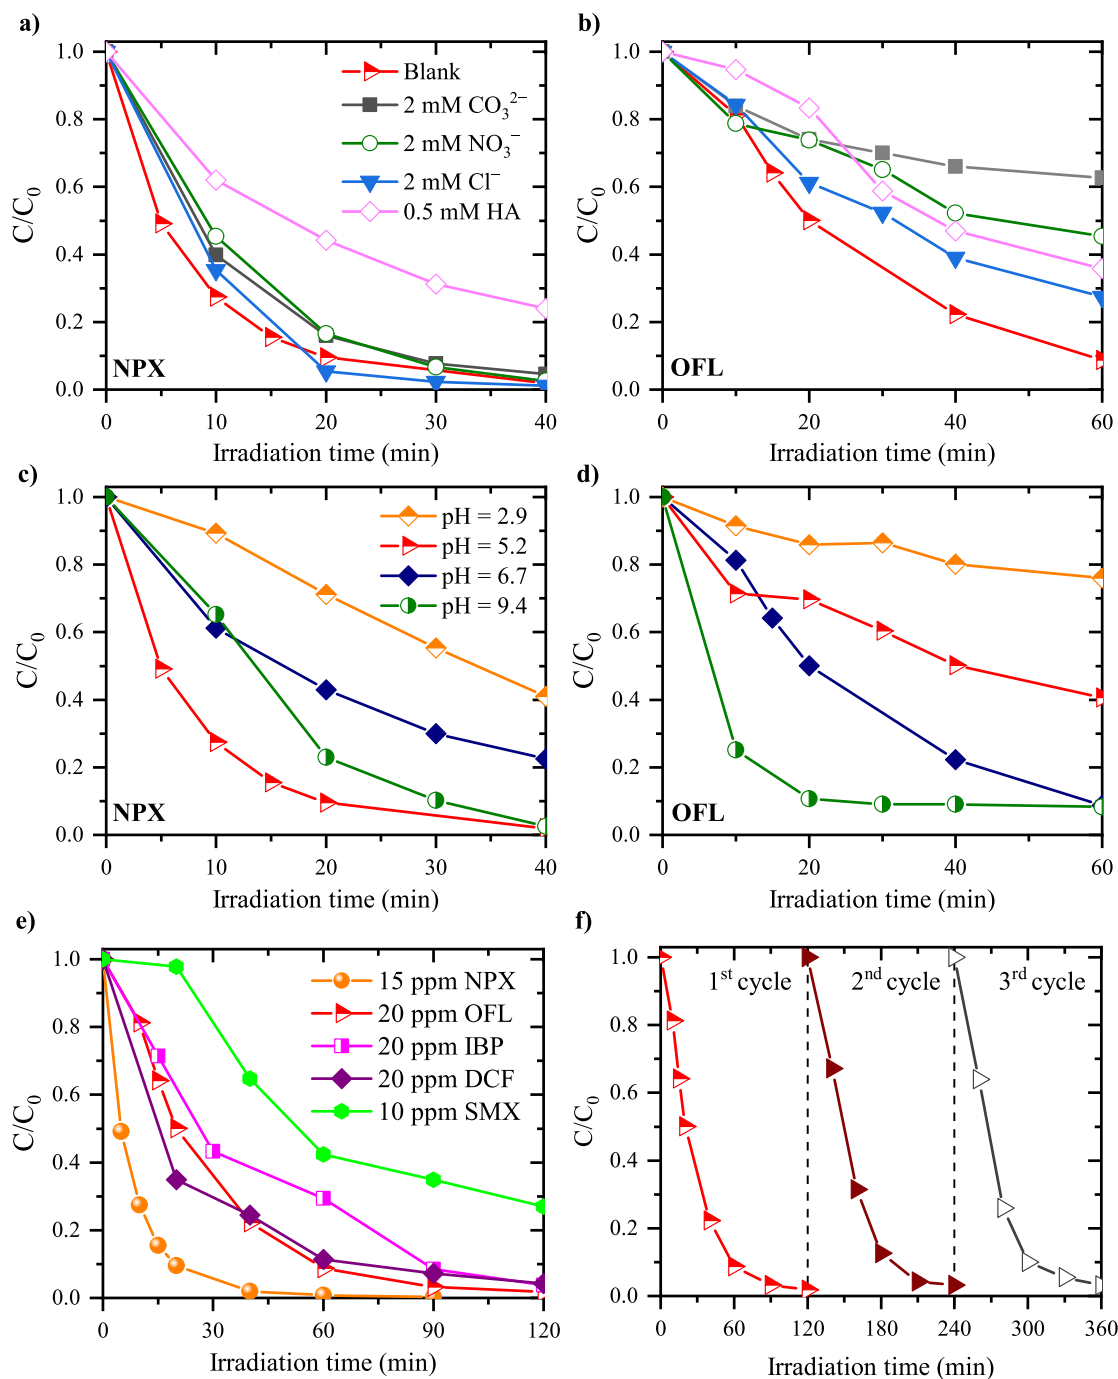 a)
C/C₀
1.0
0.8
0.6
0.4
0.2
0.0
Blank
2 mM CO₃²⁻
2 mM NO₃⁻
2 mM Cl⁻
0.5 mM HA
NPX
0 10 20 30 40
Irradiation time (min)
b)
C/C₀
1.0
0.8
0.6
0.4
0.2
0.0
OFL
0 20 40 60
Irradiation time (min)
c)
C/C₀
1.0
0.8
0.6
0.4
0.2
0.0
pH = 2.9
pH = 5.2
pH = 6.7
pH = 9.4
NPX
0 10 20 30 40
Irradiation time (min)
d)
C/C₀
1.0
0.8
0.6
0.4
0.2
0.0
OFL
0 20 40 60
Irradiation time (min)
e)
C/C₀
1.0
0.8
0.6
0.4
0.2
0.0
15 ppm NPX
20 ppm OFL
20 ppm IBP
20 ppm DCF
10 ppm SMX
0 30 60 90 120
Irradiation time (min)
f)
C/C₀
1.0
0.8
0.6
0.4
0.2
0.0
1ˢᵗ cycle 2ⁿᵈ cycle 3ʳᵈ cycle
0 60 120 180 240 300 360
Irradiation time (min)